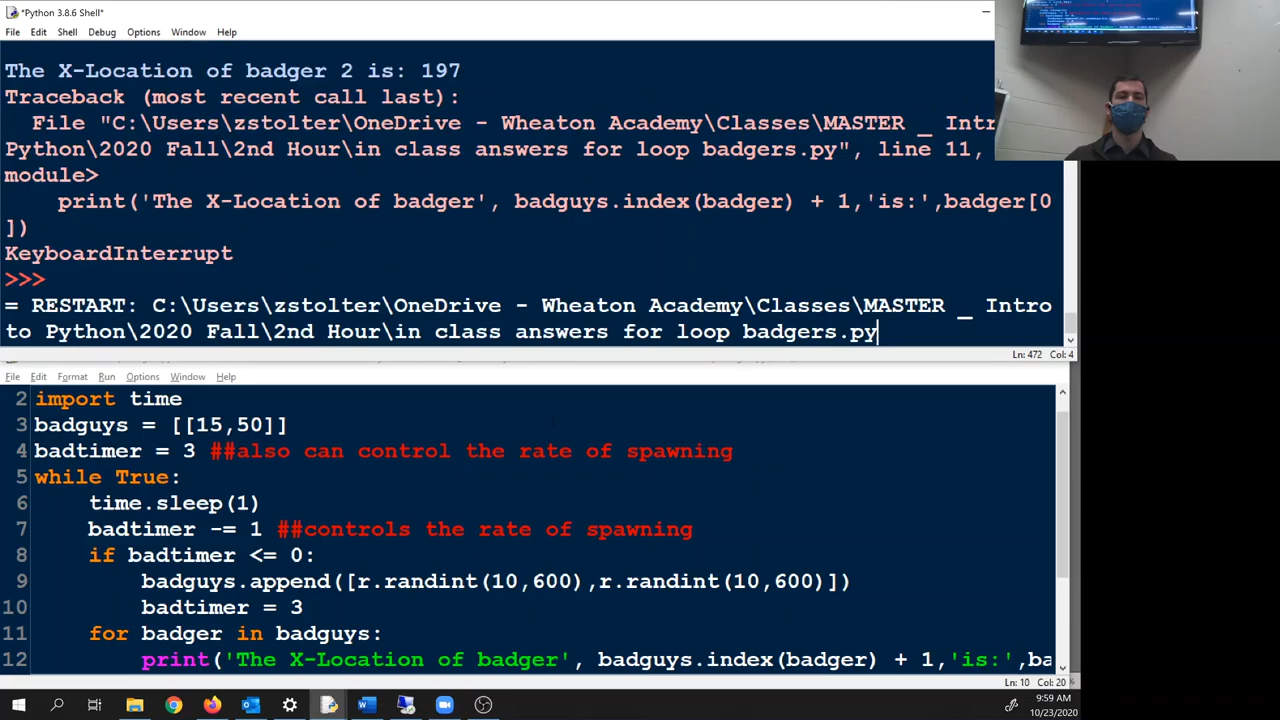 *Python 3.8.6 Shell*
File Edit Shell Debug Options Window Help
The X-Location of badger 2 is: 197
Traceback (most recent call last):
File "C:\Users\zstolter\OneDrive - Wheaton Academy\Classes\MASTER _ Intr
Python\2020 Fall\2nd Hour\in class answers for loop badgers.py", line 11,
module>
print('The X-Location of badger', badguys.index(badger) + 1,'is:',badger[0
])
KeyboardInterrupt
>>>
= RESTART: C:\Users\zstolter\OneDrive - Wheaton Academy\Classes\MASTER _ Intro
to Python\2020 Fall\2nd Hour\in class answers for loop badgers.py
Ln: 472 Col: 4
File Edit Format Run Options Window Help
2 import time
3 badguys = [[15,50]]
4 badtimer = 3 ##also can control the rate of spawning
5 while True:
6 time.sleep(1)
7 badtimer -= 1 ##controls the rate of spawning
8 if badtimer <= 0:
9 badguys.append([r.randint(10,600),r.randint(10,600)])
10 badtimer = 3
11 for badger in badguys:
12 print('The X-Location of badger', badguys.index(badger) + 1,'is:',ba
Ln: 10 Col: 20
9:59 AM
10/23/2020